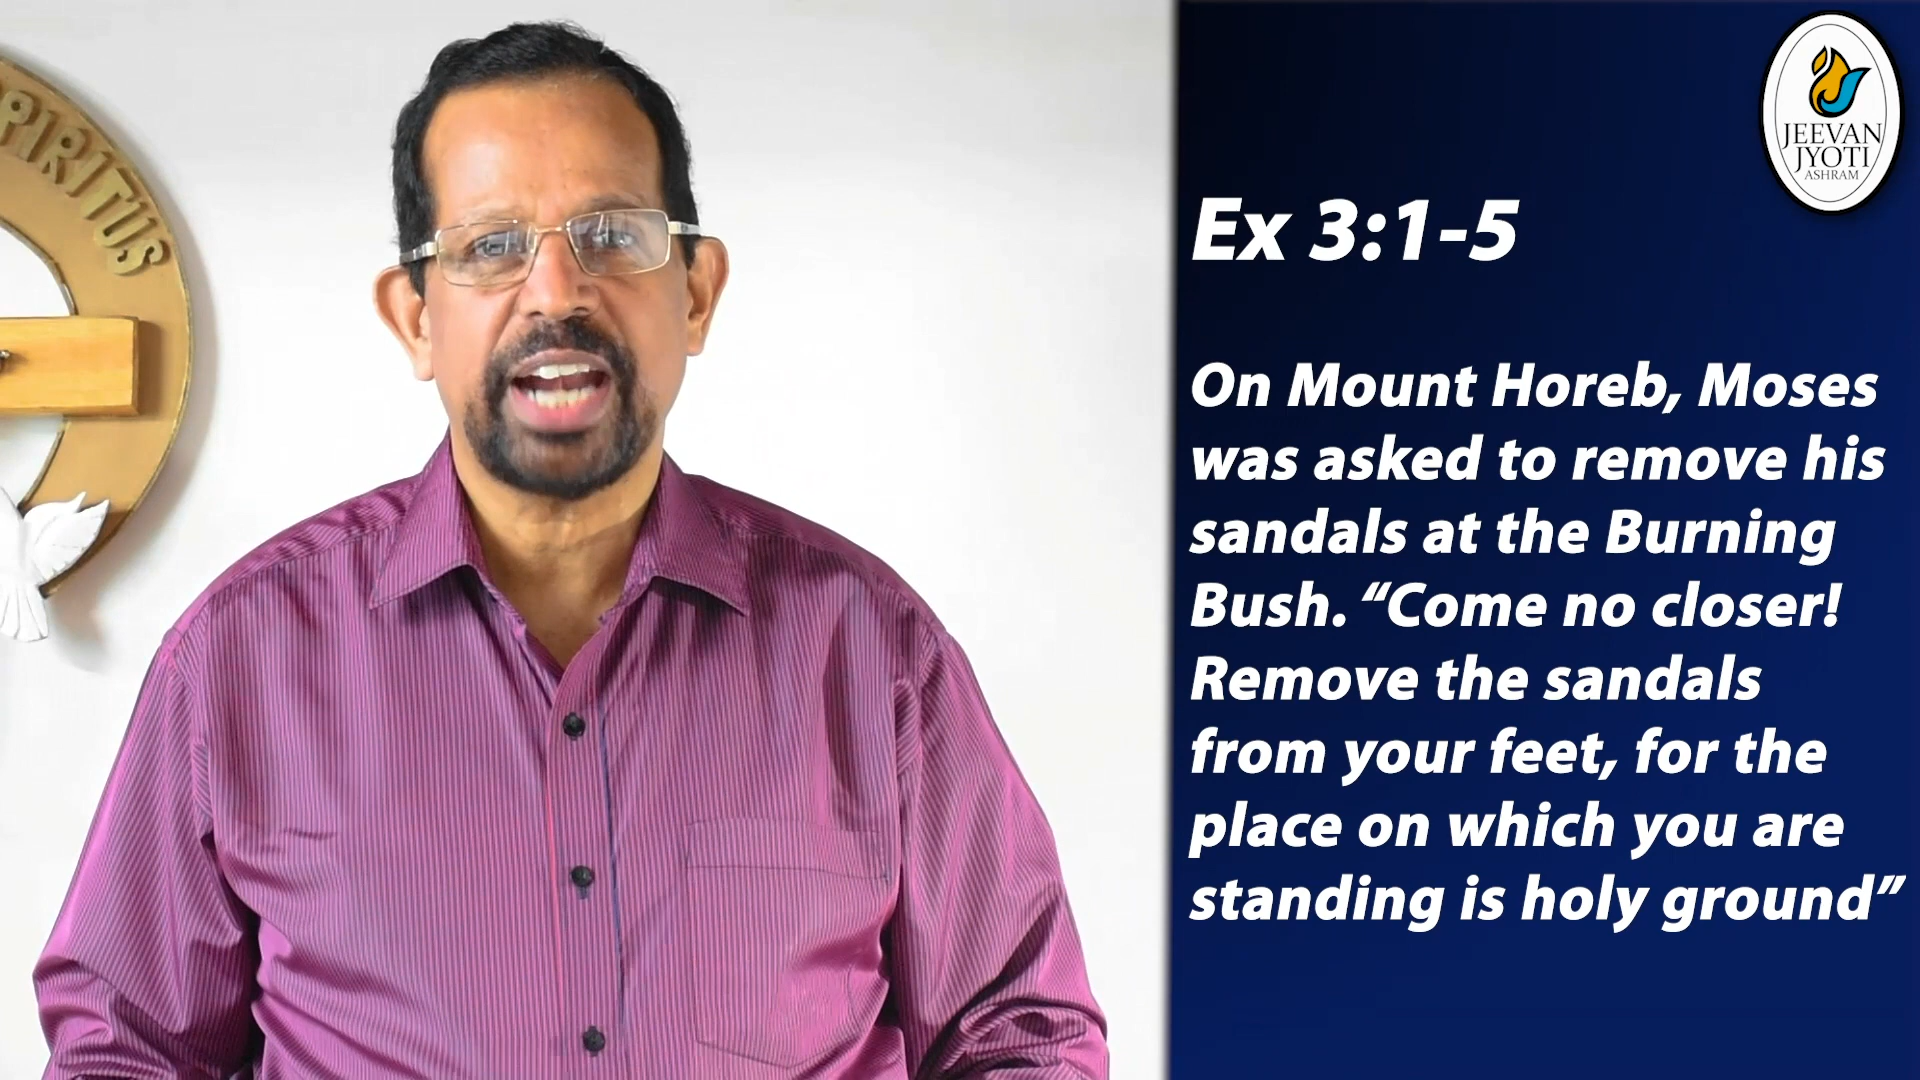 PIRITUS
JEEVAN
JYOTI
ASHRAM
Ex 3:1-5
On Mount Horeb, Moses
was asked to remove his
sandals at the Burning
Bush. “Come no closer!
Remove the sandals
from your feet, for the
place on which you are
standing is holy ground”